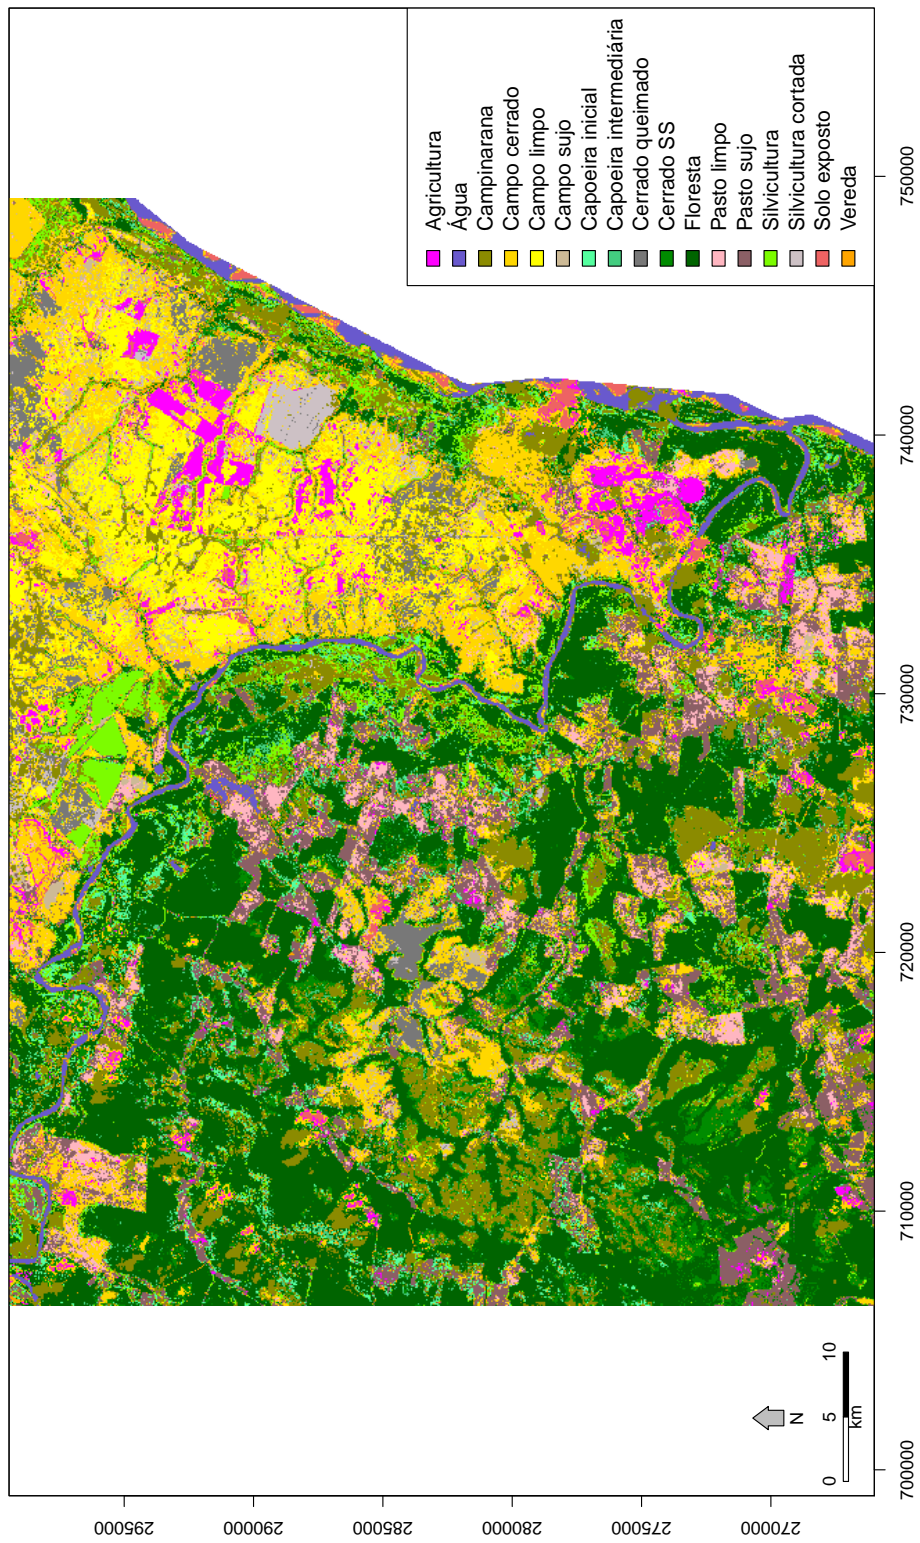 Agricultura
Água
Campinarana
Campo cerrado
Campo limpo
Campo sujo
Capoeira inicial
Capoeira intermediária
Cerrado queimado
Cerrado SS
Floresta
Pasto limpo
Pasto sujo
Silvicultura
Silvicultura cortada
Solo exposto
Vereda
N
0 5 10
km
295000
290000
285000
280000
275000
270000
700000
710000
720000
730000
740000
750000